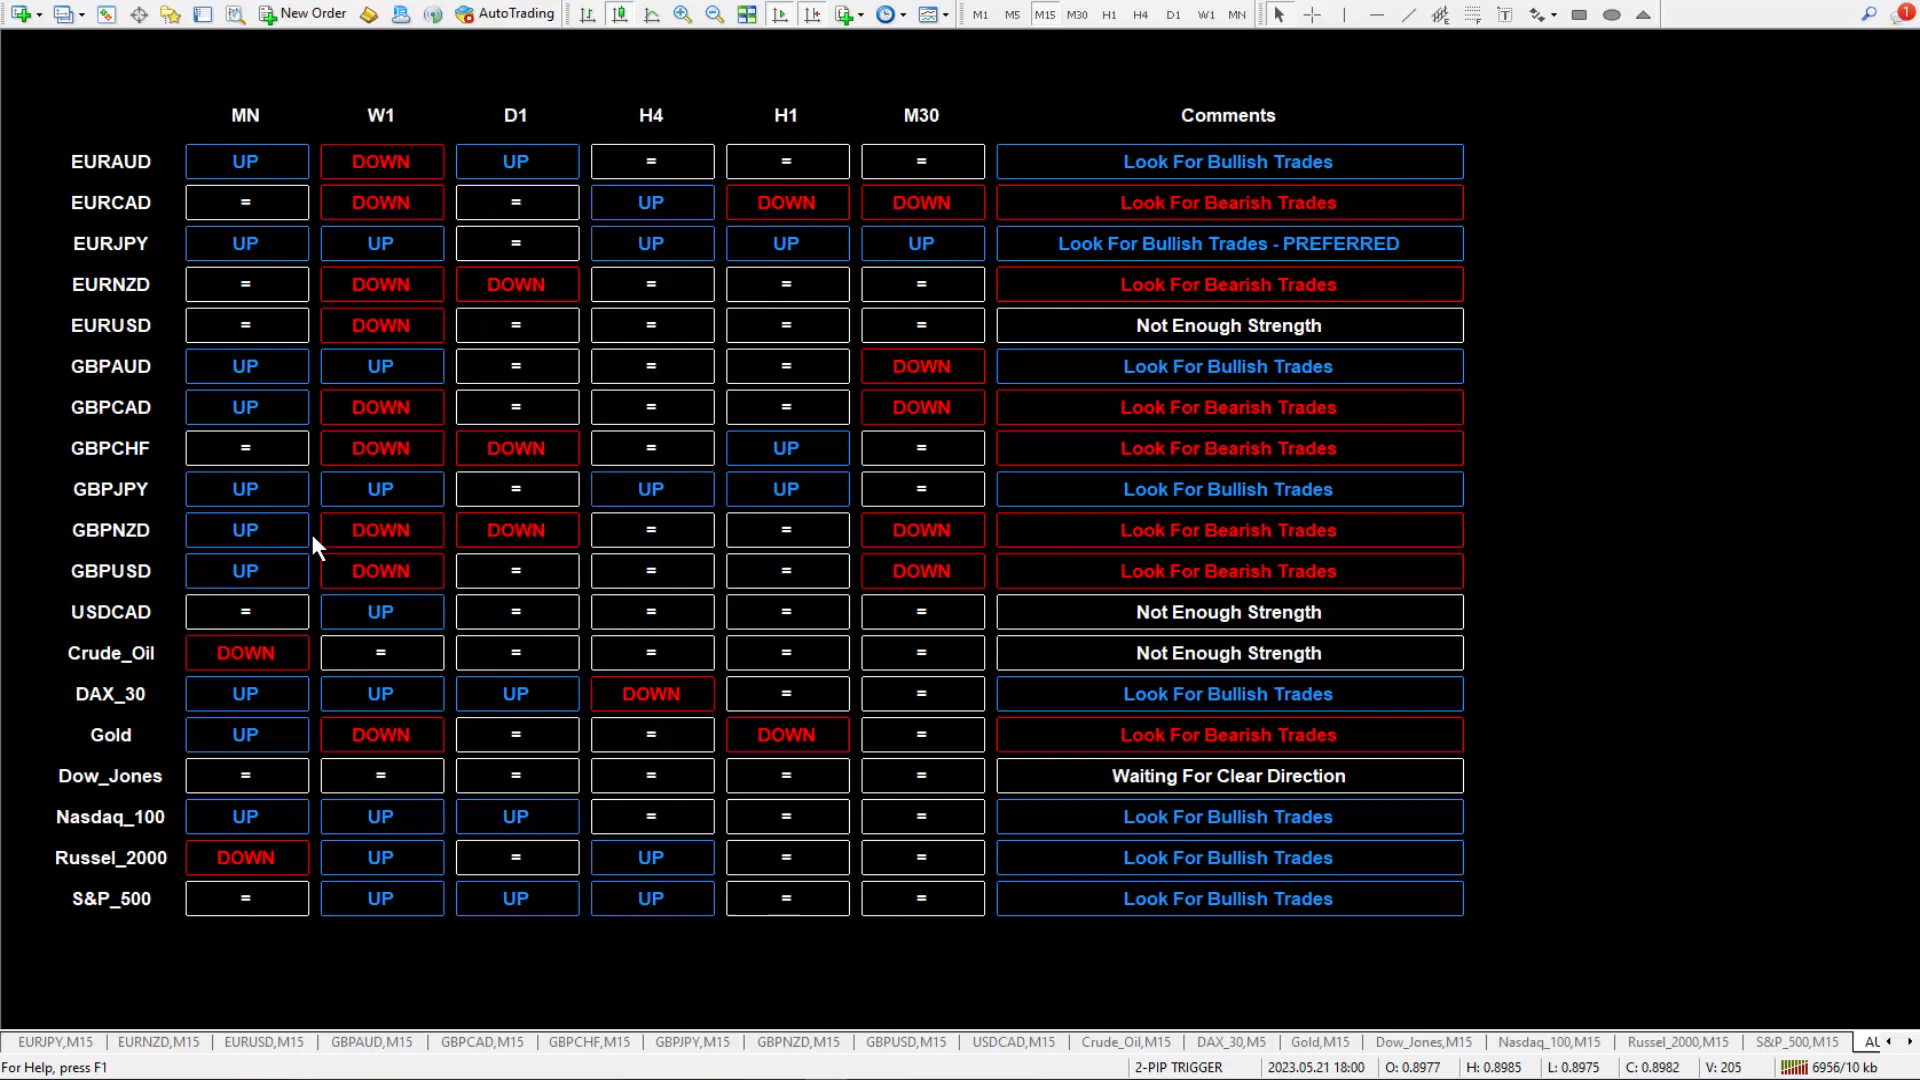 New Order AutoTrading M1 M5 M15 M30 H1 H4 D1 W1 MN 1
MN W1 D1 H4 H1 M30 Comments
EURAUD UP DOWN UP = = = Look For Bullish Trades
EURCAD = DOWN = UP DOWN DOWN Look For Bearish Trades
EURJPY UP UP = UP UP UP Look For Bullish Trades - PREFERRED
EURNZD = DOWN DOWN = = = Look For Bearish Trades
EURUSD = DOWN = = = = Not Enough Strength
GBPAUD UP UP = = = DOWN Look For Bullish Trades
GBPCAD UP DOWN = = = DOWN Look For Bearish Trades
GBPCHF = DOWN DOWN = UP = Look For Bearish Trades
GBPJPY UP UP = UP UP = Look For Bullish Trades
GBPNZD UP DOWN DOWN = = DOWN Look For Bearish Trades
GBPUSD UP DOWN = = = DOWN Look For Bearish Trades
USDCAD = UP = = = = Not Enough Strength
Crude_Oil DOWN = = = = = Not Enough Strength
DAX_30 UP UP UP DOWN = = Look For Bullish Trades
Gold UP DOWN = = DOWN = Look For Bearish Trades
Dow_Jones = = = = = = Waiting For Clear Direction
Nasdaq_100 UP UP UP = = = Look For Bullish Trades
Russel_2000 DOWN UP = UP = = Look For Bullish Trades
S&P_500 = UP UP UP = = Look For Bullish Trades
EURJPY,M15 EURNZD,M15 EURUSD,M15 GBPAUD,M15 GBPCAD,M15 GBPCHF,M15 GBPJPY,M15 GBPNZD,M15 GBPUSD,M15 USDCAD,M15 Crude_Oil,M15 DAX_30,M5 Gold,M15 Dow_Jones,M15 Nasdaq_100,M15 Russel_2000,M15 S&P_500,M15
For Help, press F1 2-PIP TRIGGER 2023.05.21 18:00 O: 0.8977 H: 0.8985 L: 0.8975 C: 0.8982 V: 205 6956/10 kb